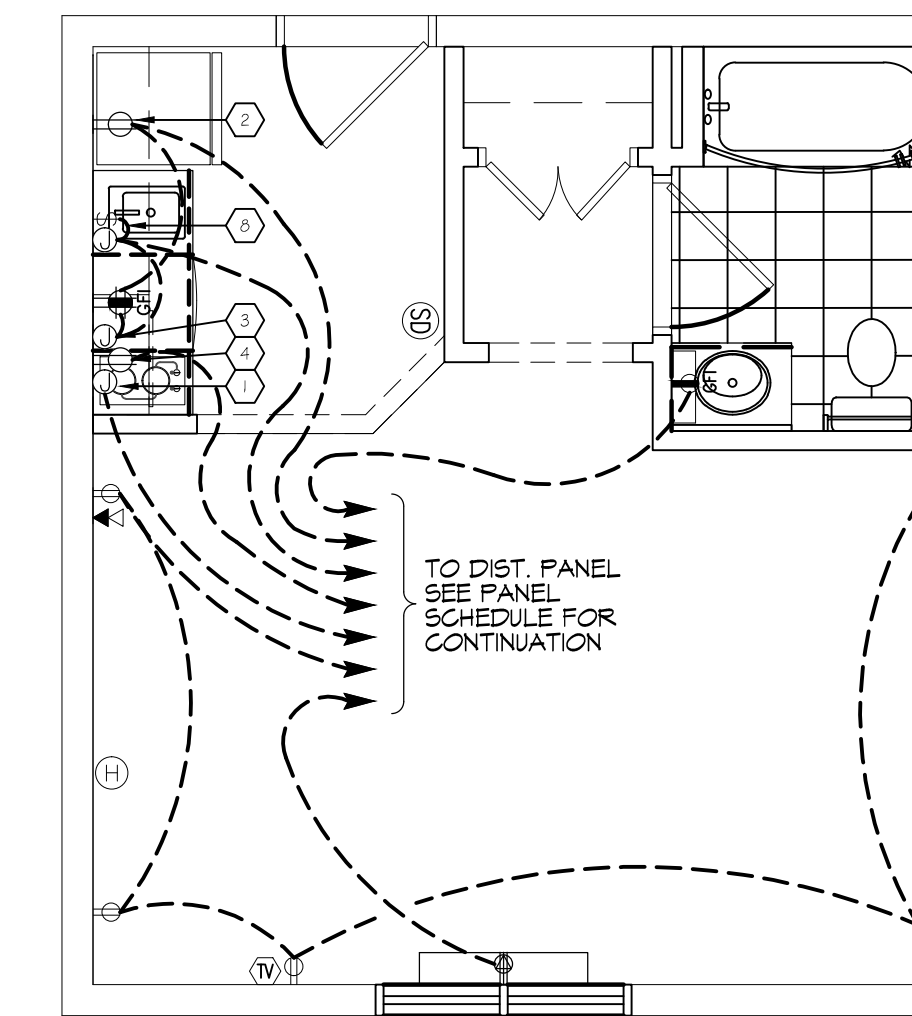 2
S
8
J
GFI
3
J
SD
4
J
1
GFI
TO DIST. PANEL
SEE PANEL
SCHEDULE FOR
CONTINUATION
H
TV